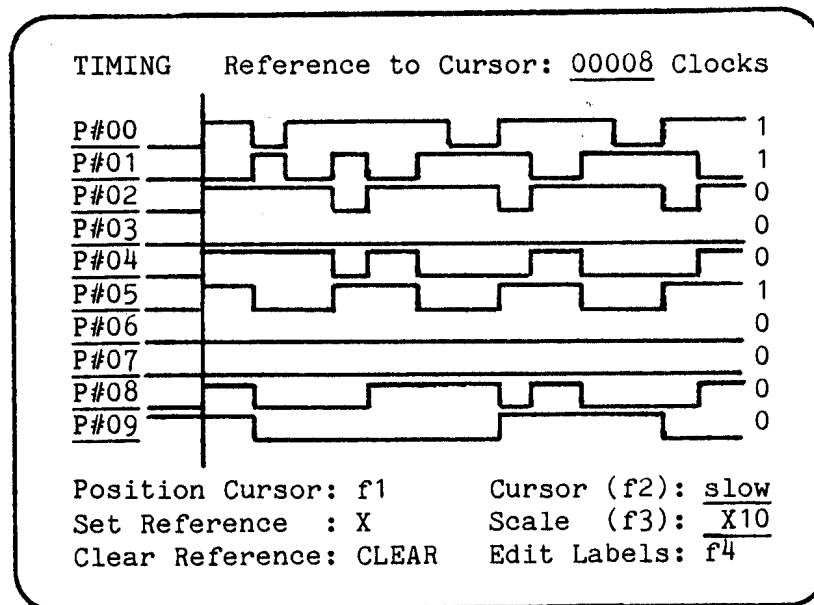 TIMING Reference to Cursor: 00008 Clocks
P#00 1
P#01 1
P#02 0
P#03 0
P#04 0
P#05 1
P#06 0
P#07 0
P#08 0
P#09 0
Position Cursor: f1 Cursor (f2): slow
Set Reference : X Scale (f3): X10
Clear Reference: CLEAR Edit Labels: f4